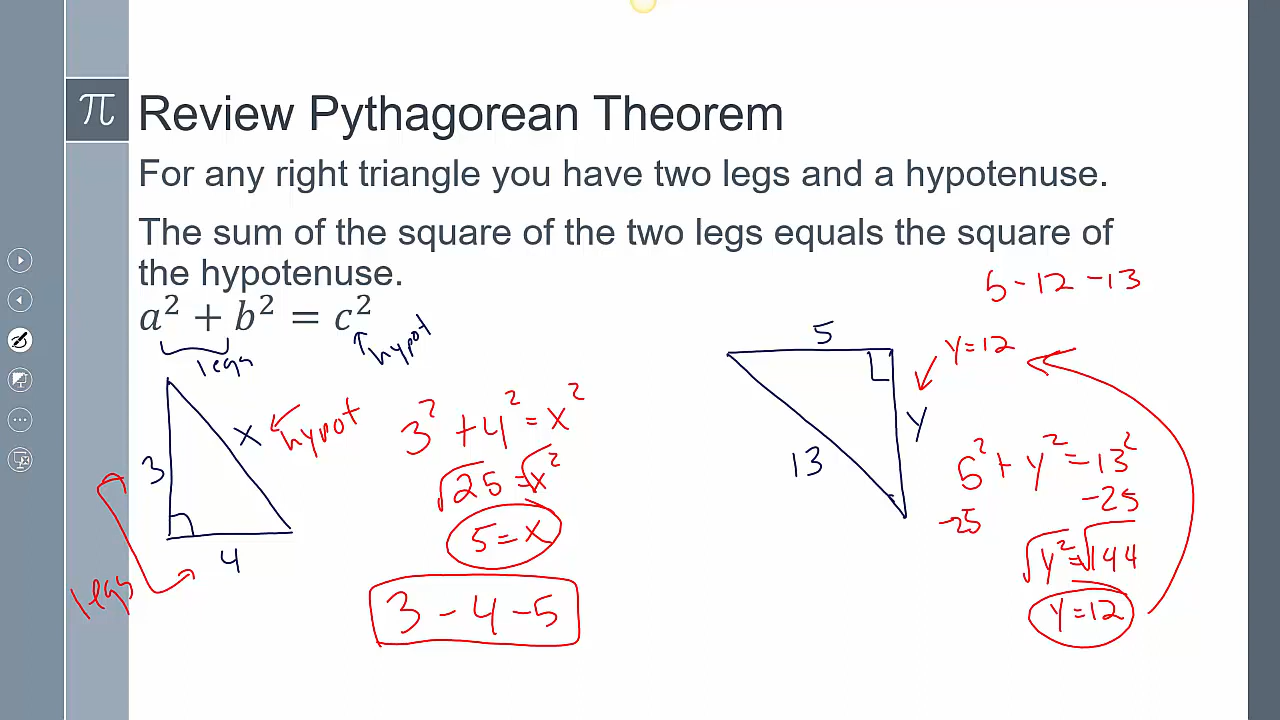 π Review Pythagorean Theorem
For any right triangle you have two legs and a hypotenuse.
The sum of the square of the two legs equals the square of
the hypotenuse.
5 - 12 - 13
a² + b² = c²
legs
hypot
3
4
x
hypot
legs
3² + 4² = x²
√25 = √x²
5 = x
3 - 4 - 5
5
13
y
y = 12
5² + y² = 13²
-25 -25
√y² = √144
y = 12